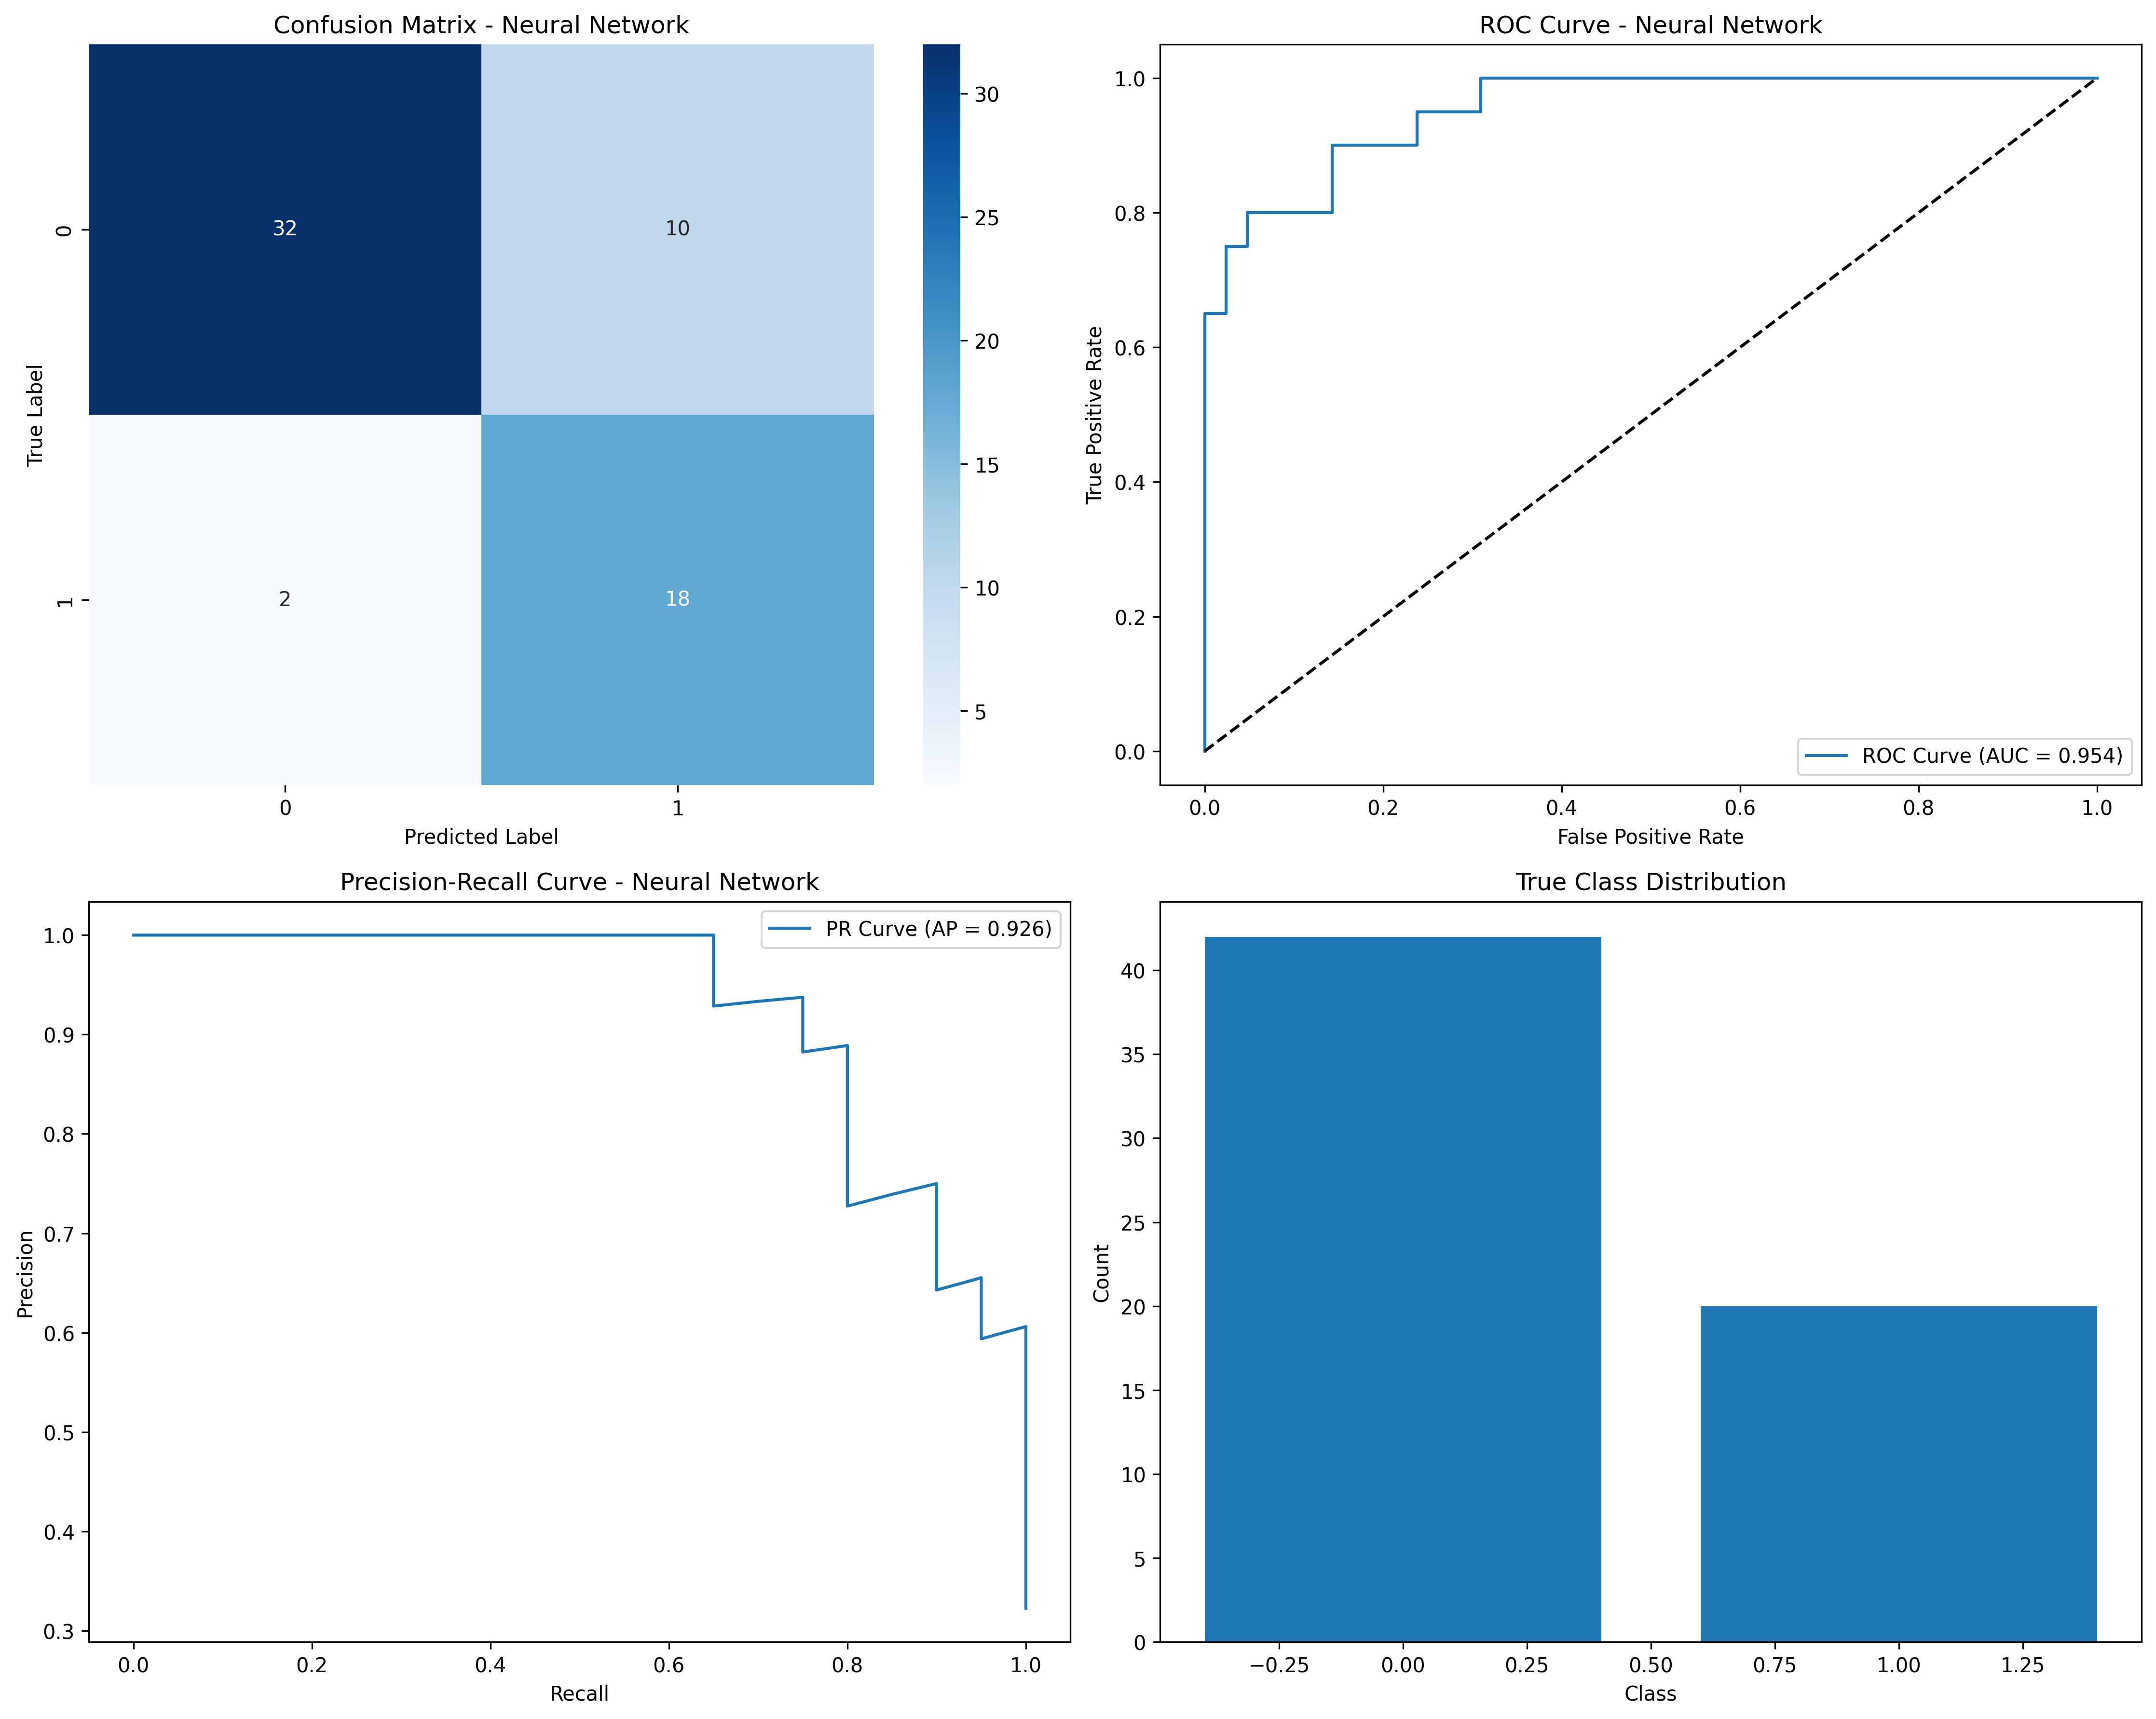 Confusion Matrix - Neural Network
True Label
0
1
32
10
2
18
0
1
Predicted Label
30
25
20
15
10
5
ROC Curve - Neural Network
True Positive Rate
1.0
0.8
0.6
0.4
0.2
0.0
ROC Curve (AUC = 0.954)
0.0 0.2 0.4 0.6 0.8 1.0
False Positive Rate
Precision-Recall Curve - Neural Network
Precision
1.0
0.9
0.8
0.7
0.6
0.5
0.4
0.3
PR Curve (AP = 0.926)
0.0 0.2 0.4 0.6 0.8 1.0
Recall
True Class Distribution
Count
40
35
30
25
20
15
10
5
0
−0.25 0.00 0.25 0.50 0.75 1.00 1.25
Class